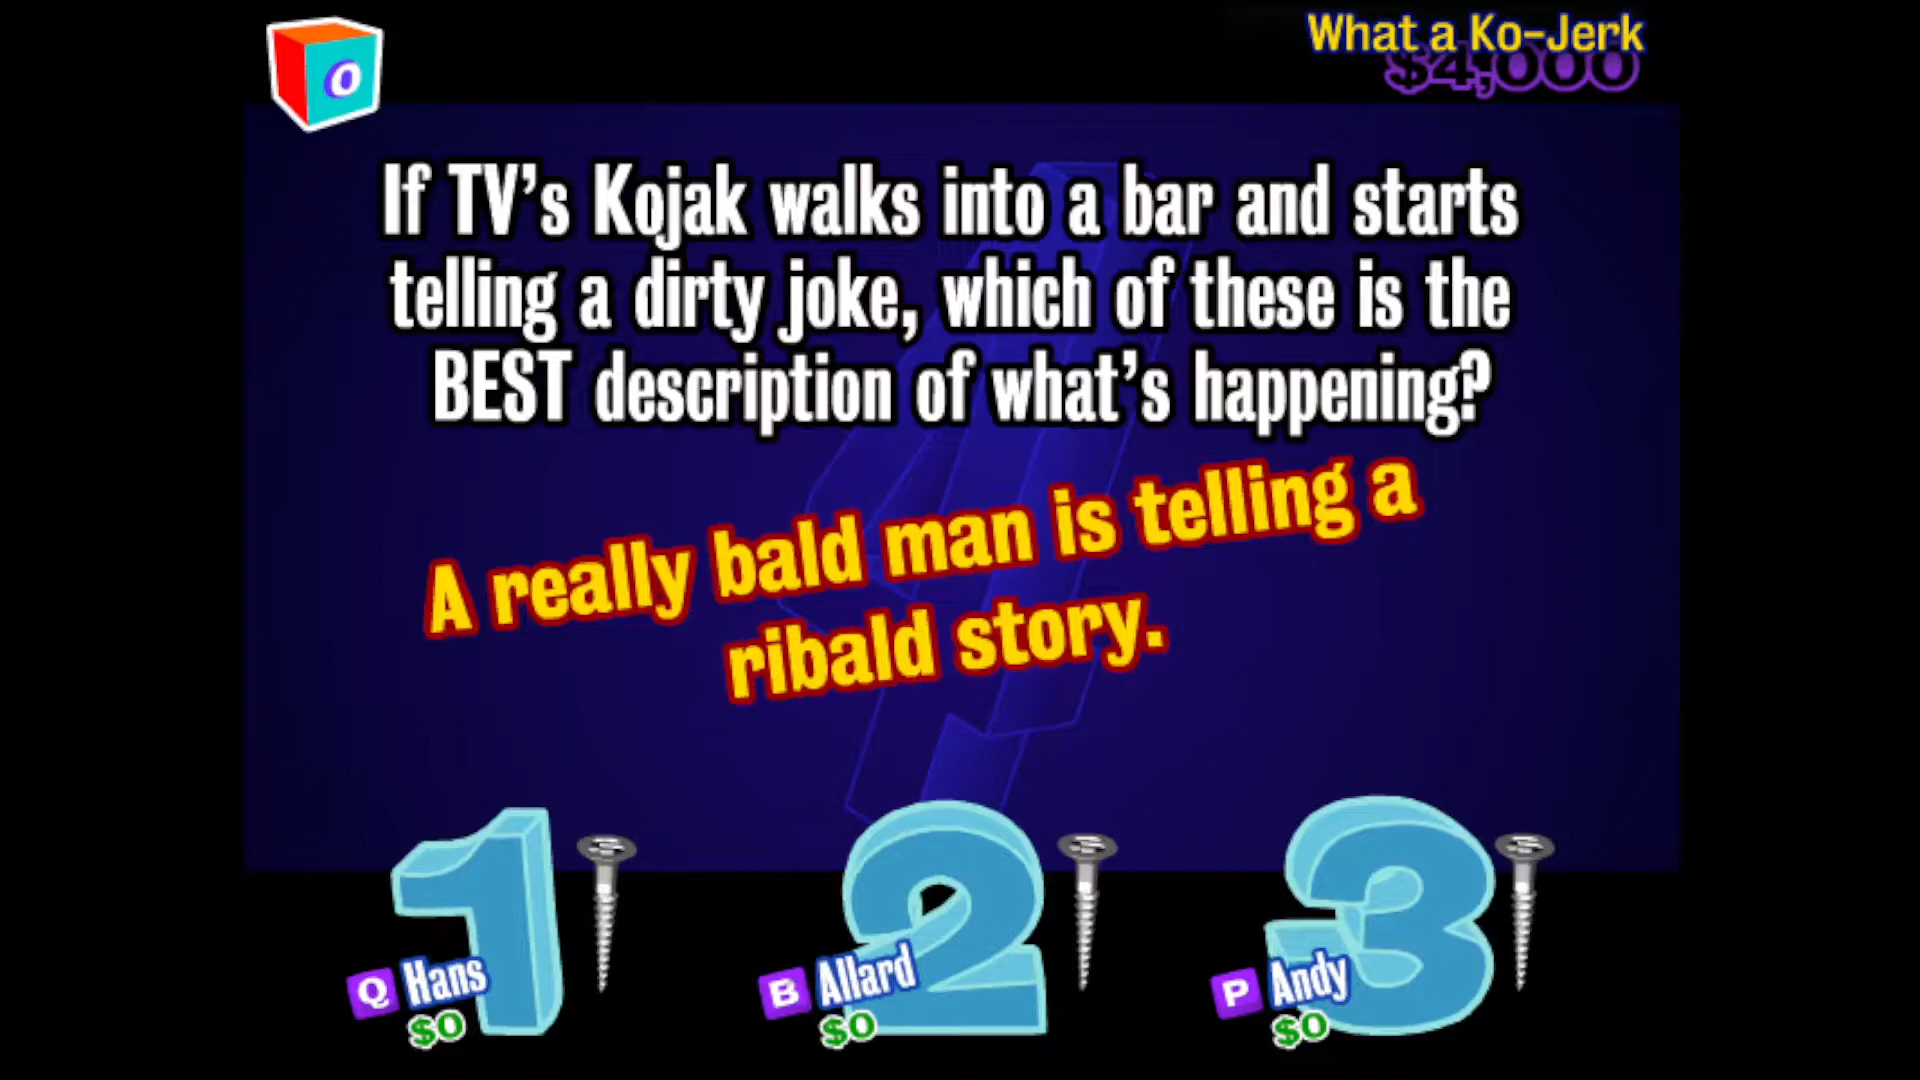 0
What a Ko-Jerk
$4,000
If TV's Kojak walks into a bar and starts
telling a dirty joke, which of these is the
BEST description of what's happening?
A really bald man is telling a
ribald story.
1
Q Hans
$0
2
B Allard
$0
3
P Andy
$0